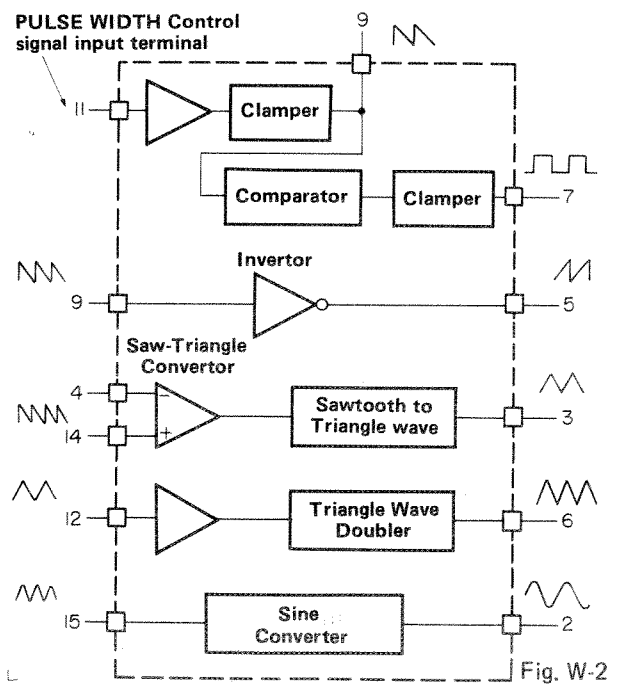 PULSE WIDTH Control
signal input terminal
9
11
Clamper
Comparator
Clamper
7
Invertor
9
5
Saw-Triangle
Convertor
4
−
14
+
Sawtooth to
Triangle wave
3
12
Triangle Wave
Doubler
6
15
Sine
Converter
2
Fig. W-2